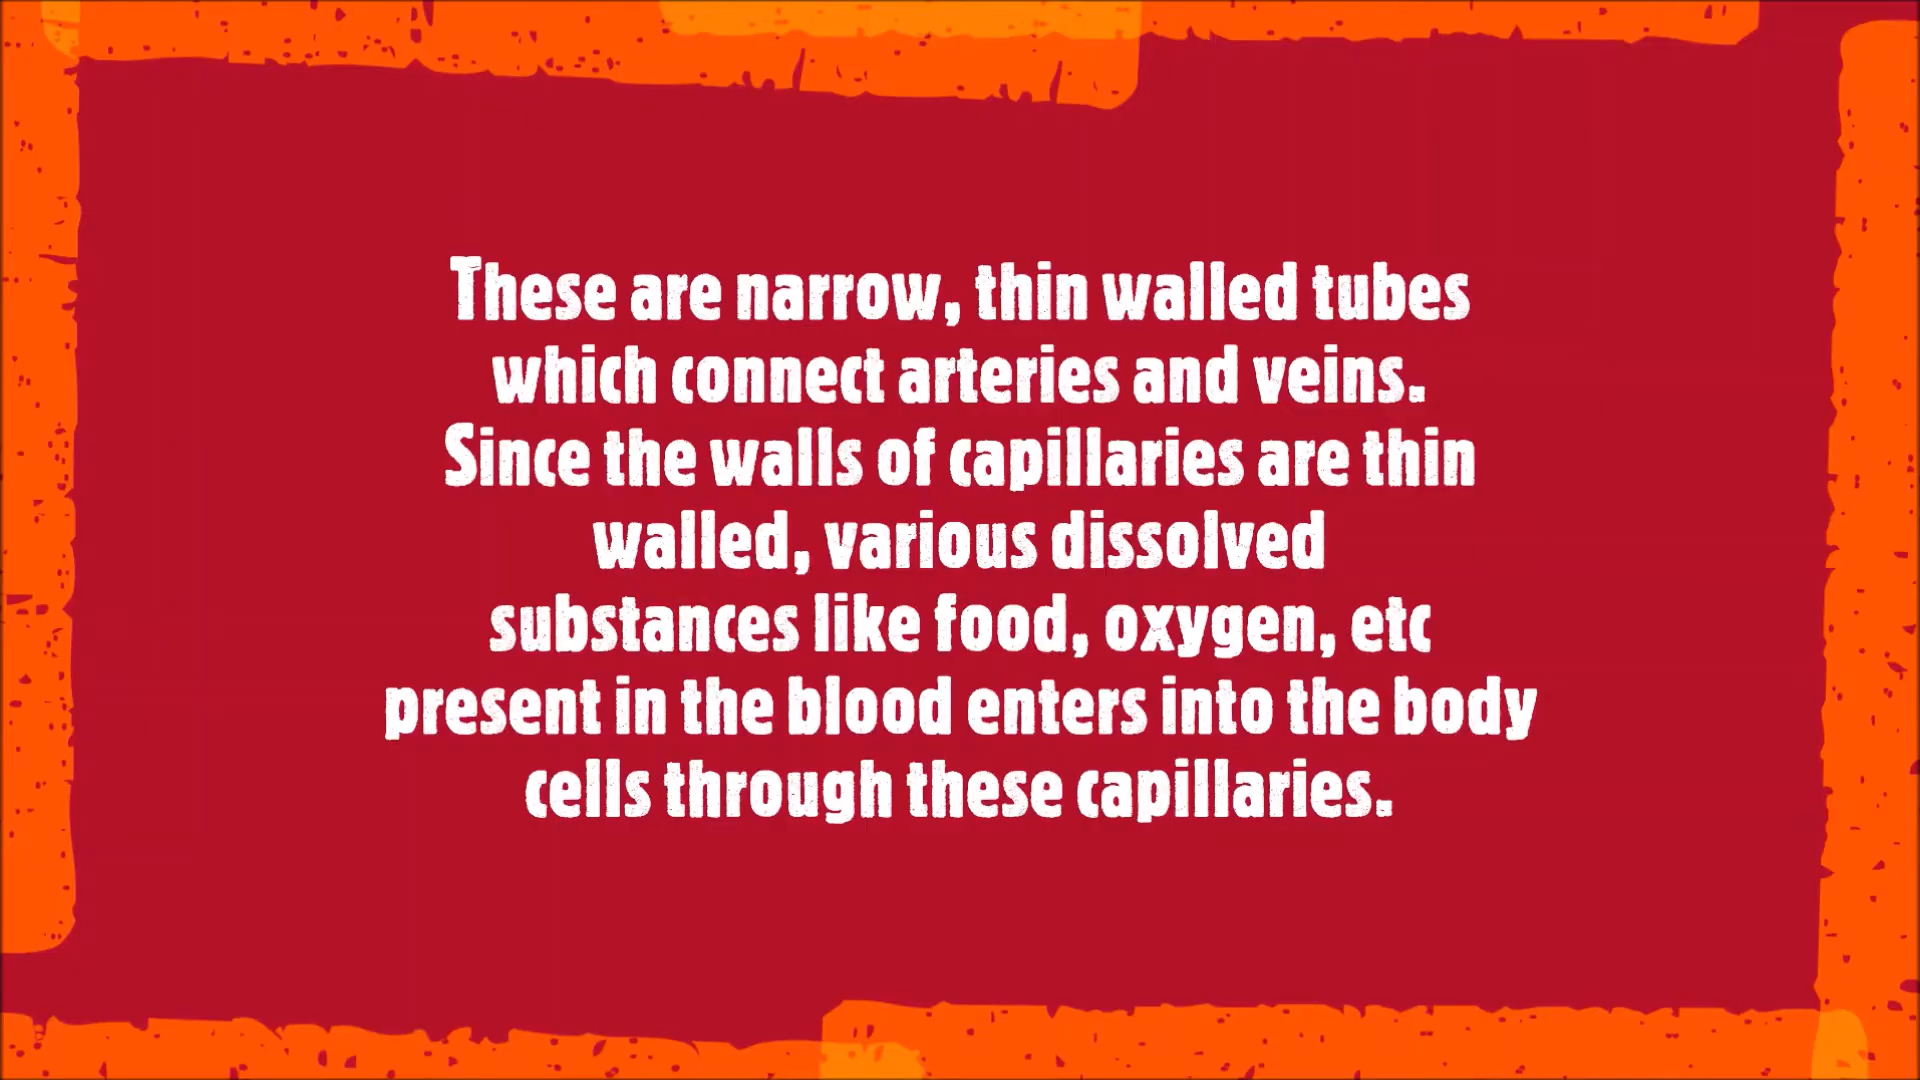 These are narrow, thin walled tubes
which connect arteries and veins.
Since the walls of capillaries are thin
walled, various dissolved
substances like food, oxygen, etc
present in the blood enters into the body
cells through these capillaries.